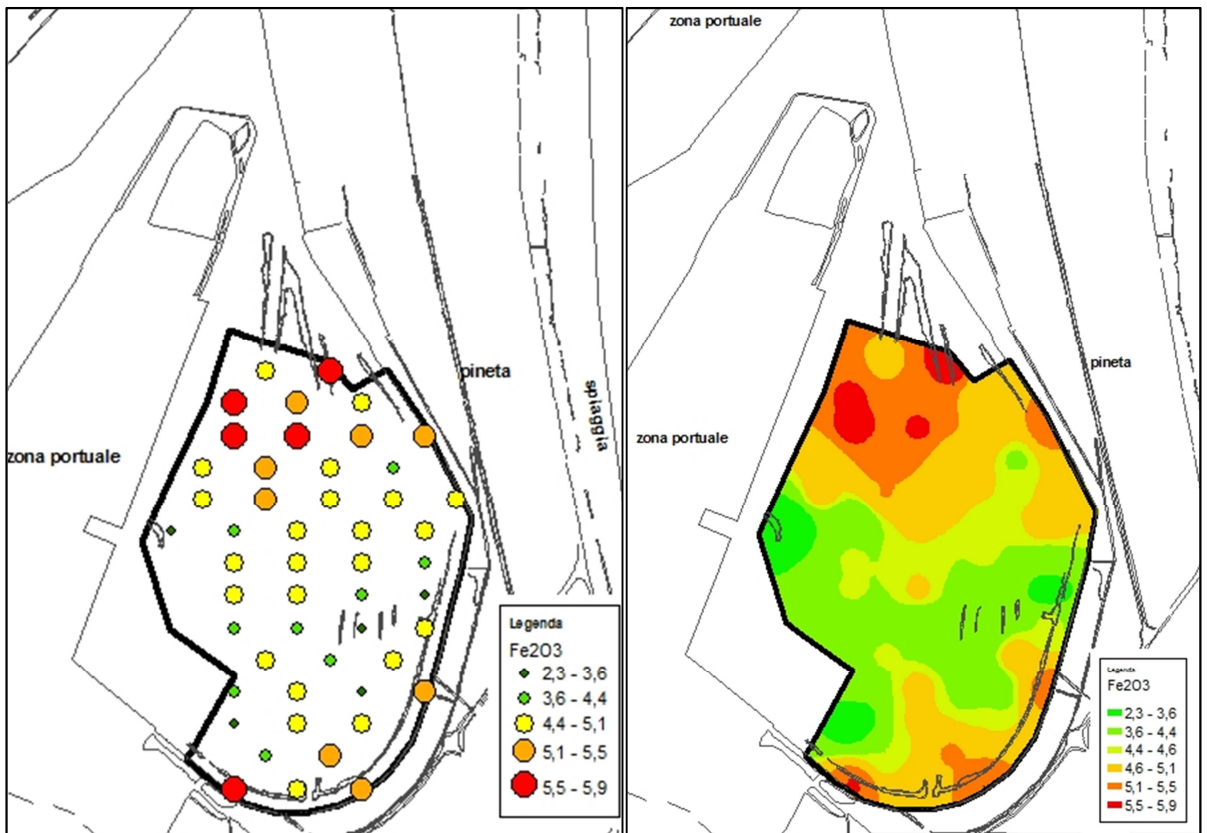 pineta
spiaggia
zona portuale
Legenda
Fe2O3
2,3 - 3,6
3,6 - 4,4
4,4 - 5,1
5,1 - 5,5
5,5 - 5,9
zona portuale
pineta
zona portuale
Legenda
Fe2O3
2,3 - 3,6
3,6 - 4,4
4,4 - 4,6
4,6 - 5,1
5,1 - 5,5
5,5 - 5,9